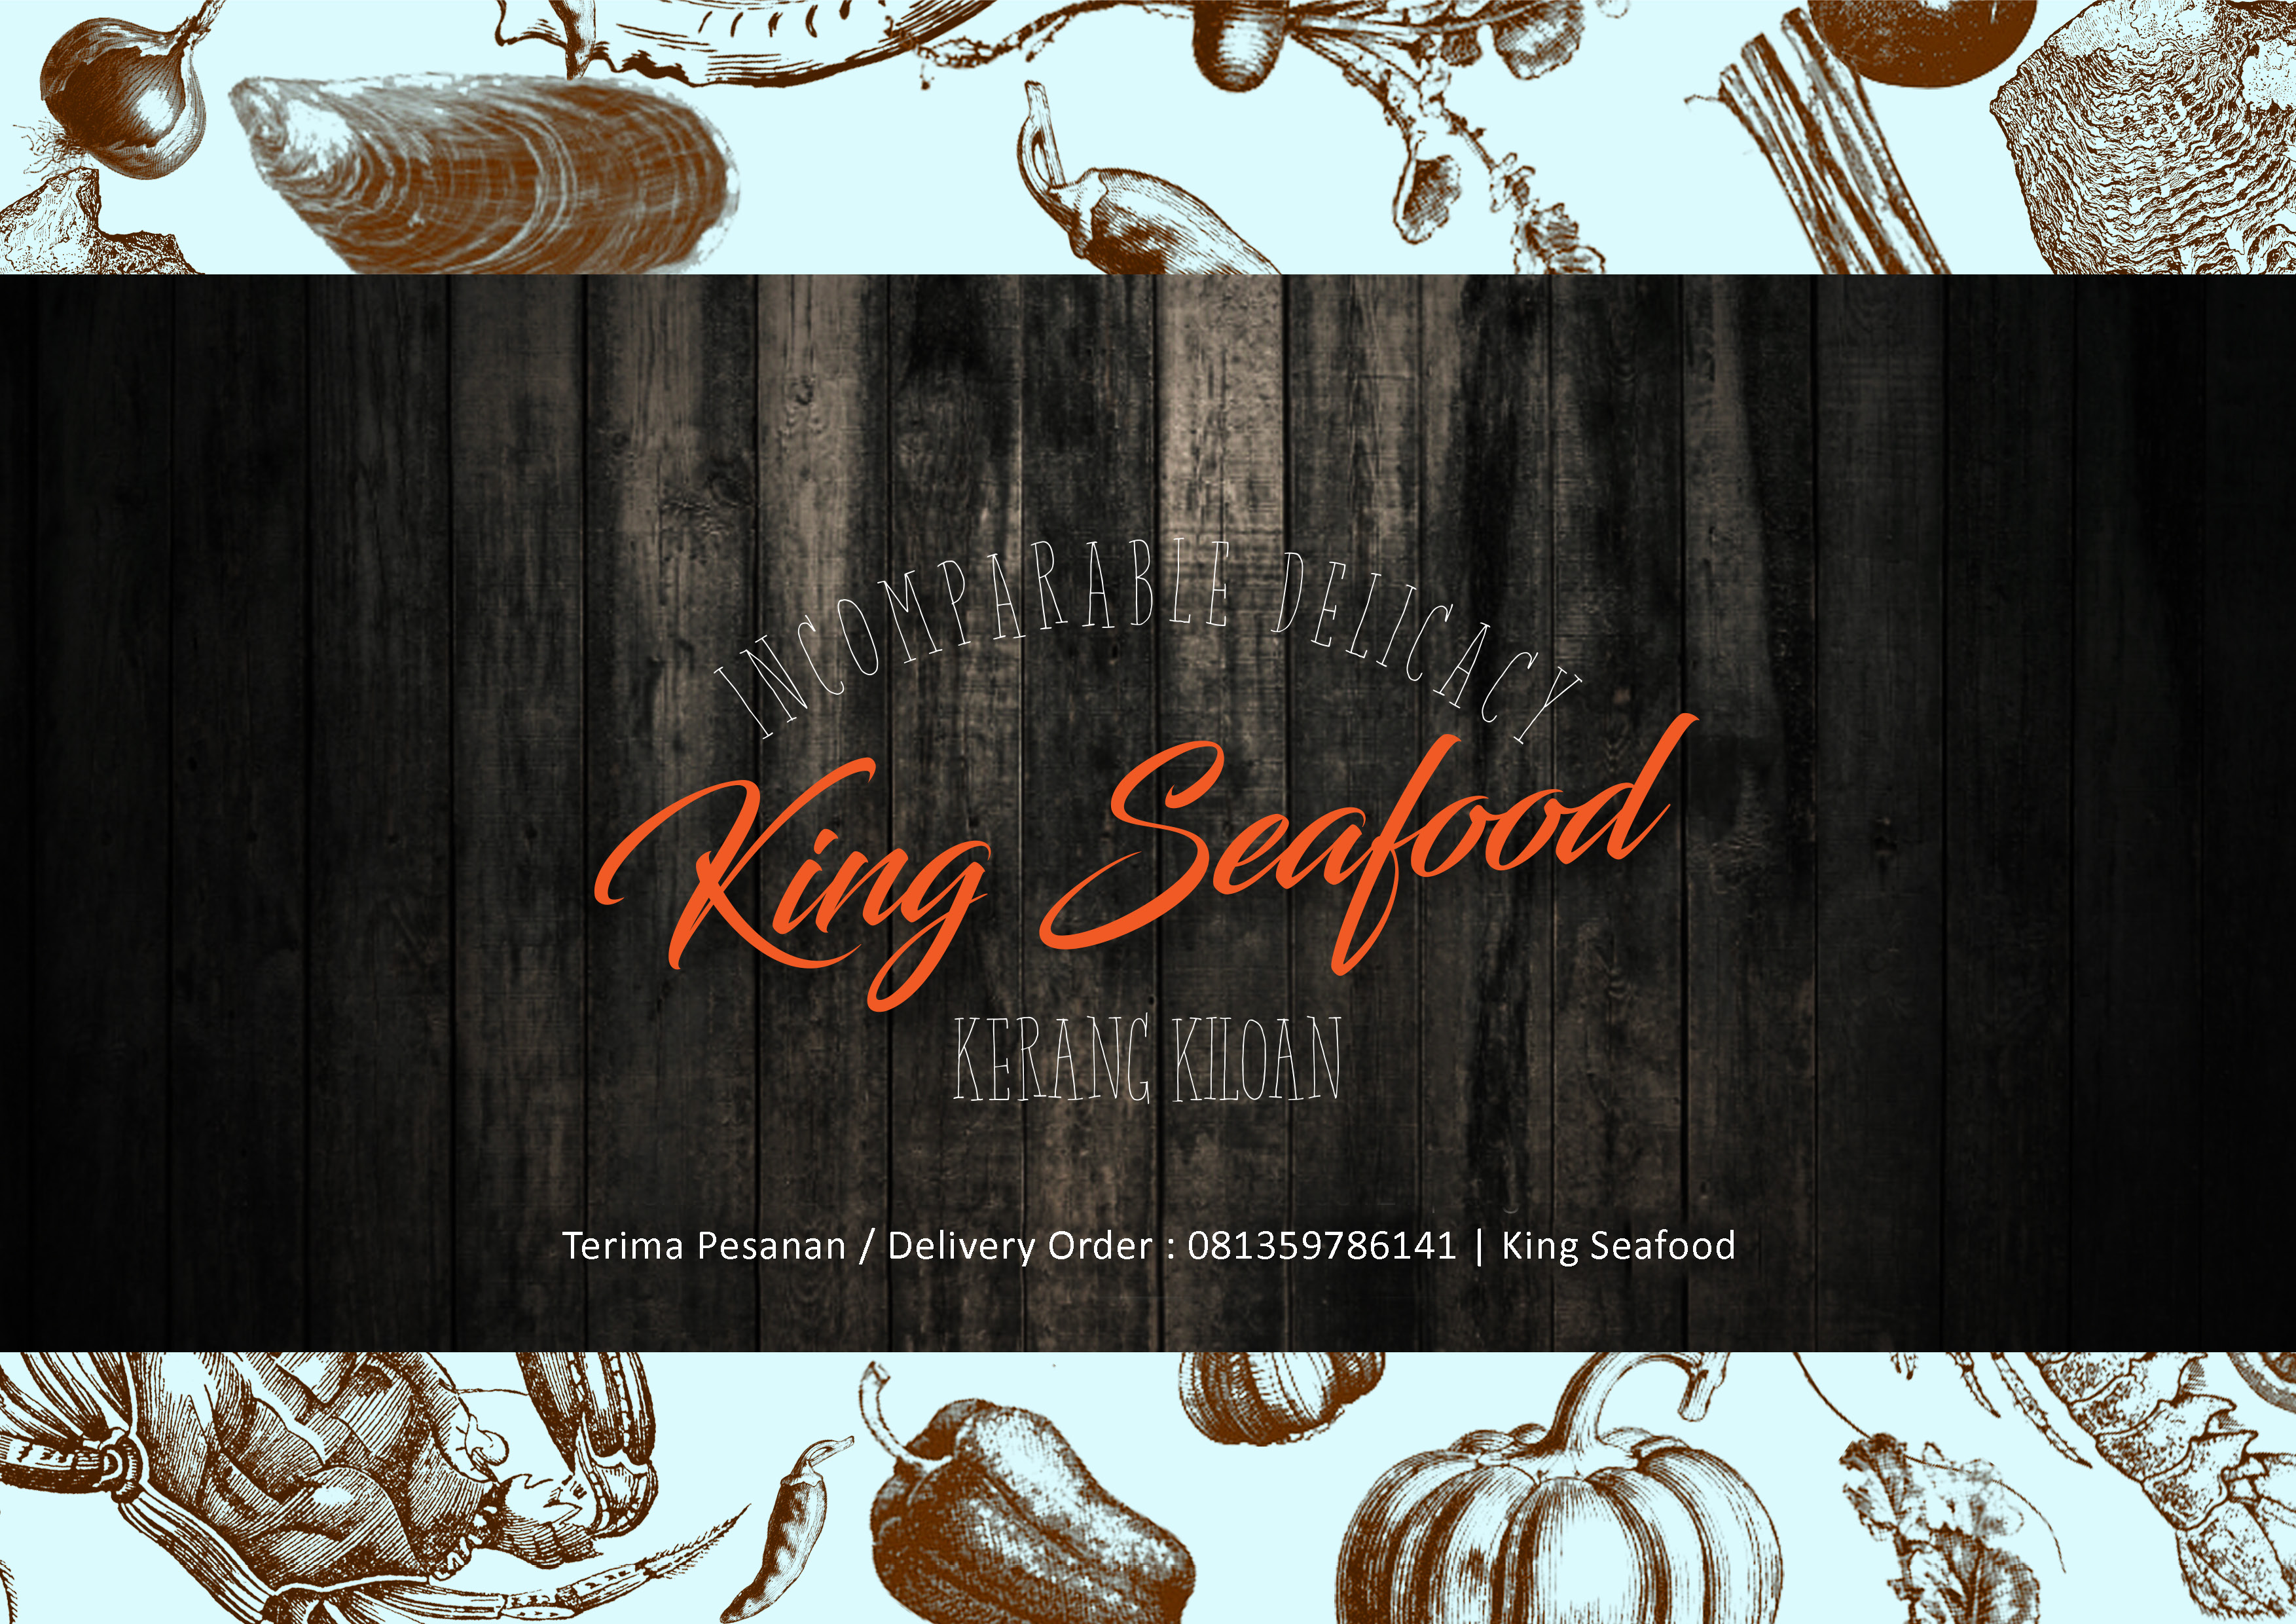 INCOMPARABLE DELICACY
King Seafood
KERANG KILOAN
Terima Pesanan / Delivery Order : 081359786141 | King Seafood